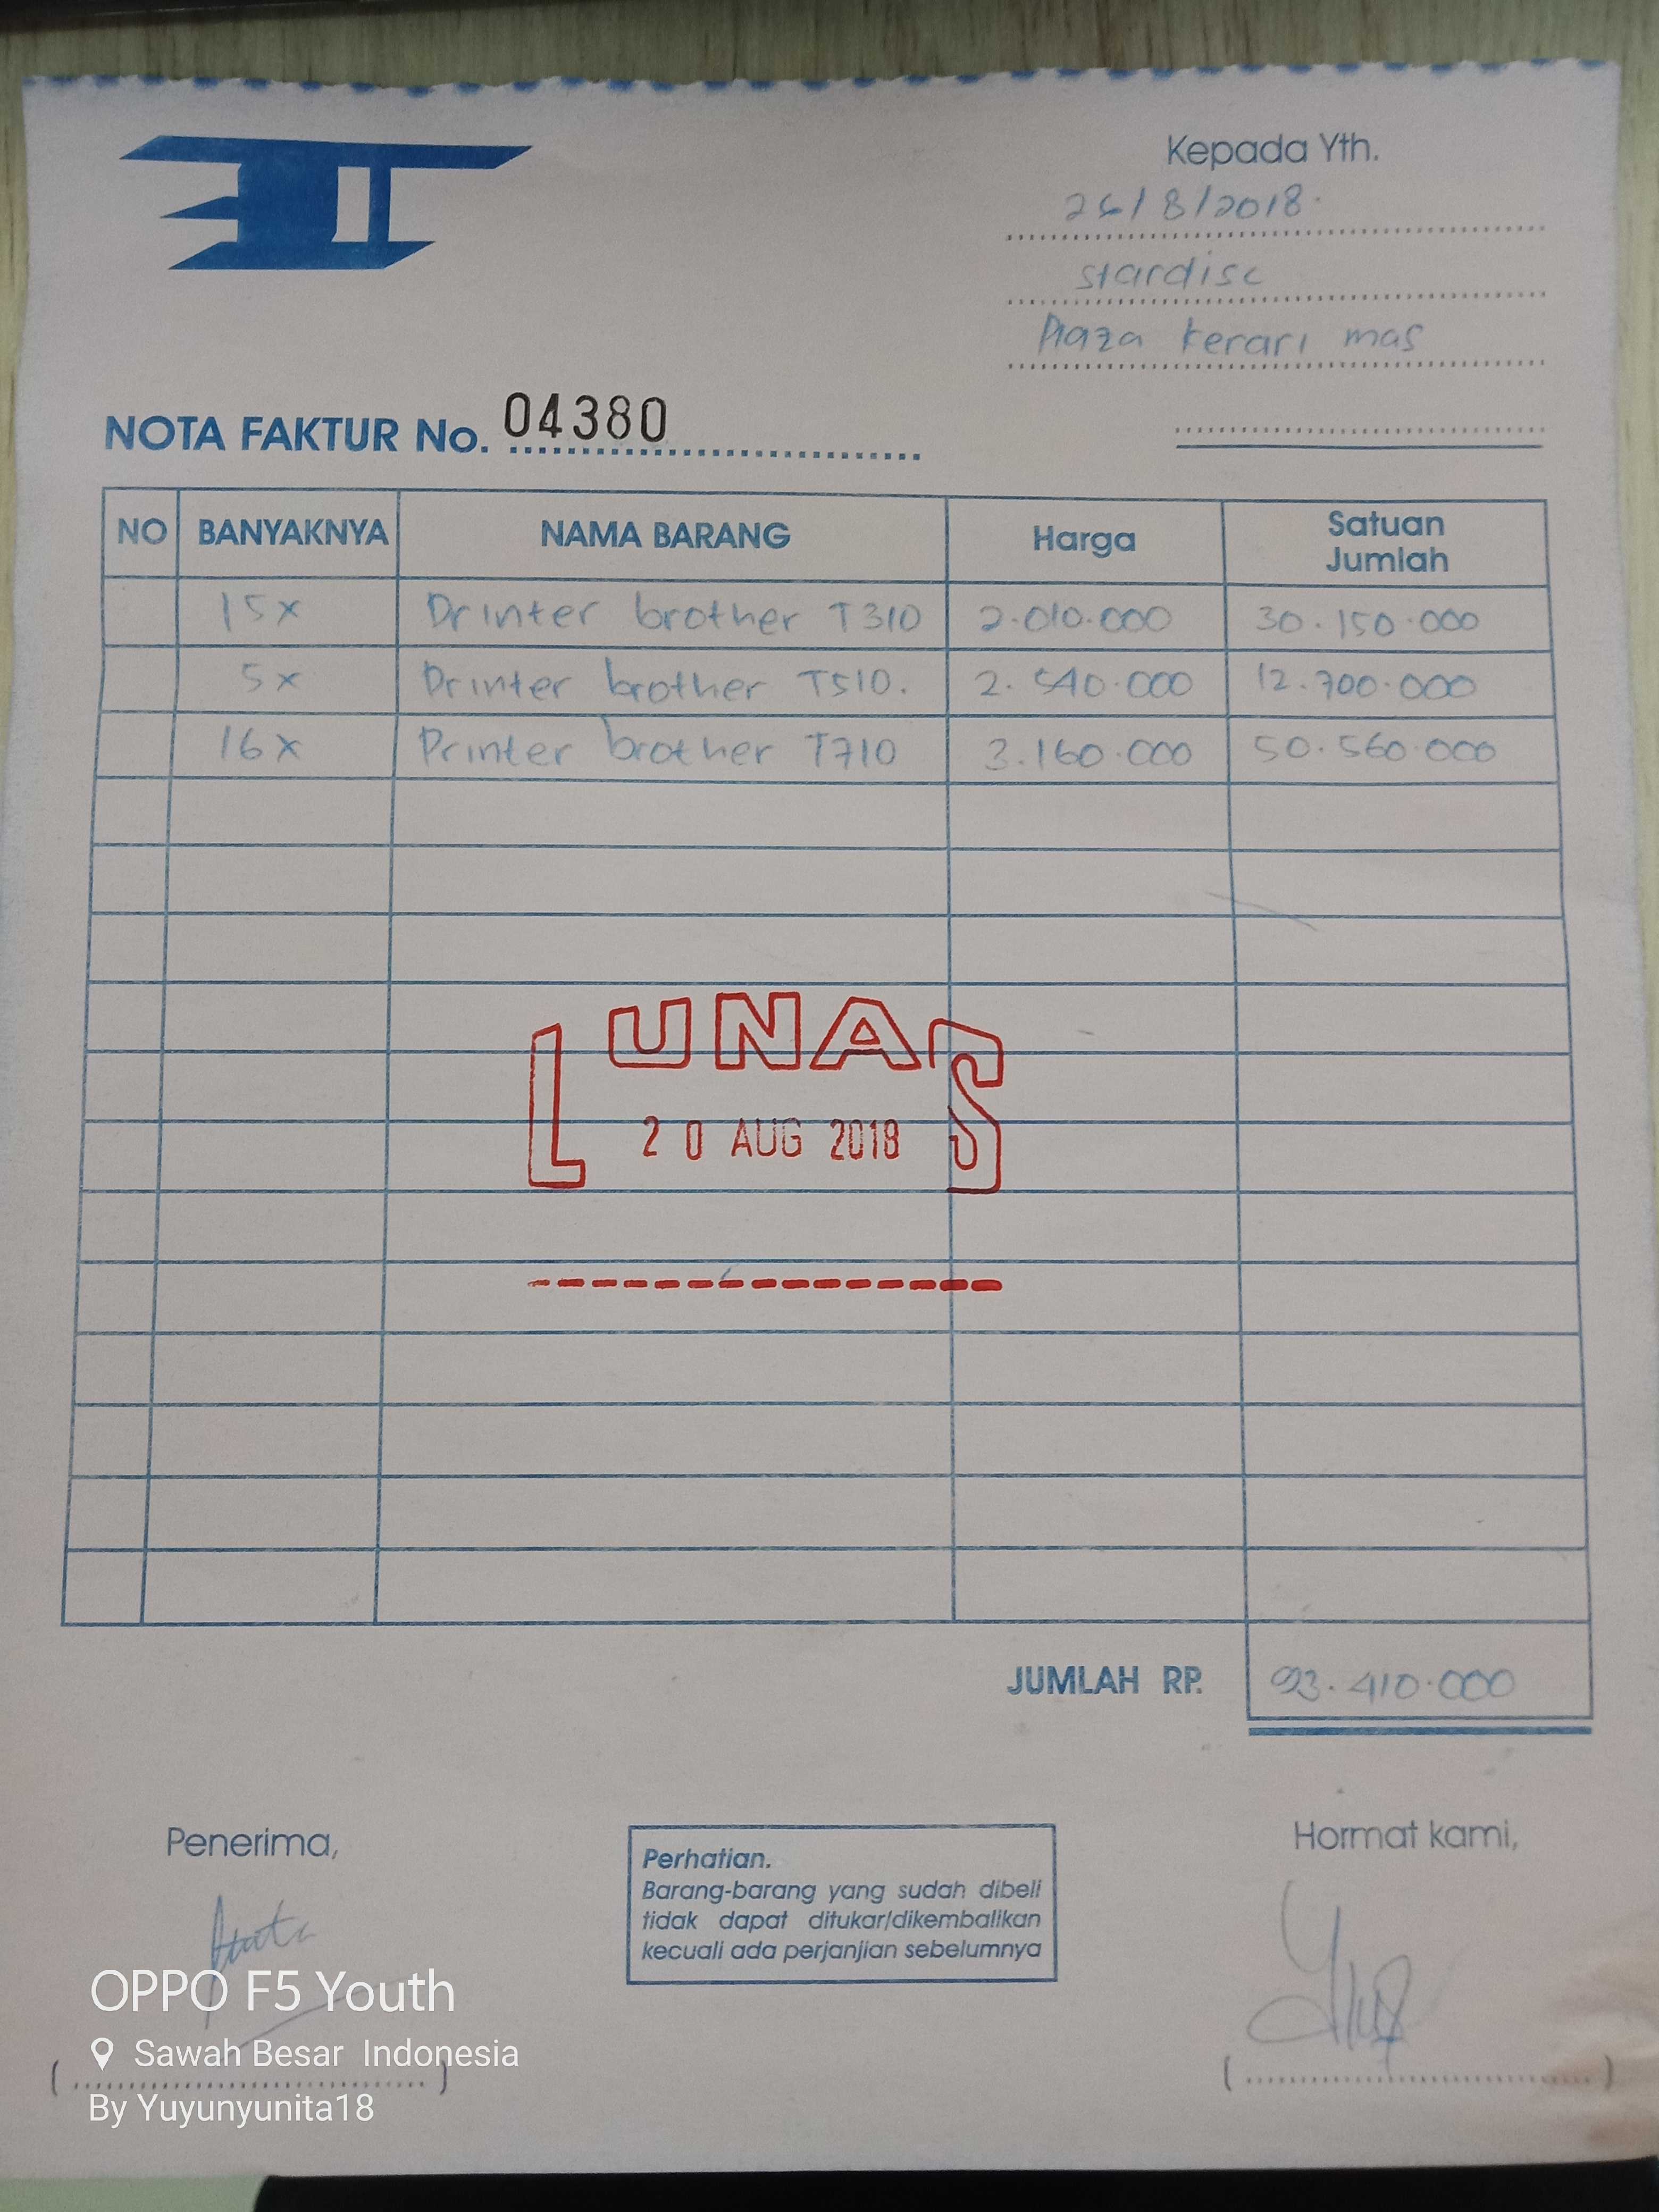 Kepada Yth.
26/8/2018.
stardisc
Plaza kenari mas
NOTA FAKTUR No. 04380
NO BANYAKNYA NAMA BARANG Harga Satuan Jumlah
15x Printer brother T310 2.010.000 30.150.000
5x Printer brother T510. 2.540.000 12.700.000
16x Printer brother T710 3.160.000 50.560.000
LUNAS
20 AUG 2018
JUMLAH RP. 93.410.000
Penerima,
Hormat kami,
Perhatian.
Barang-barang yang sudah dibeli
tidak dapat ditukar/dikembalikan
kecuali ada perjanjian sebelumnya
OPPO F5 Youth
Sawah Besar Indonesia
By Yuyunyunita18